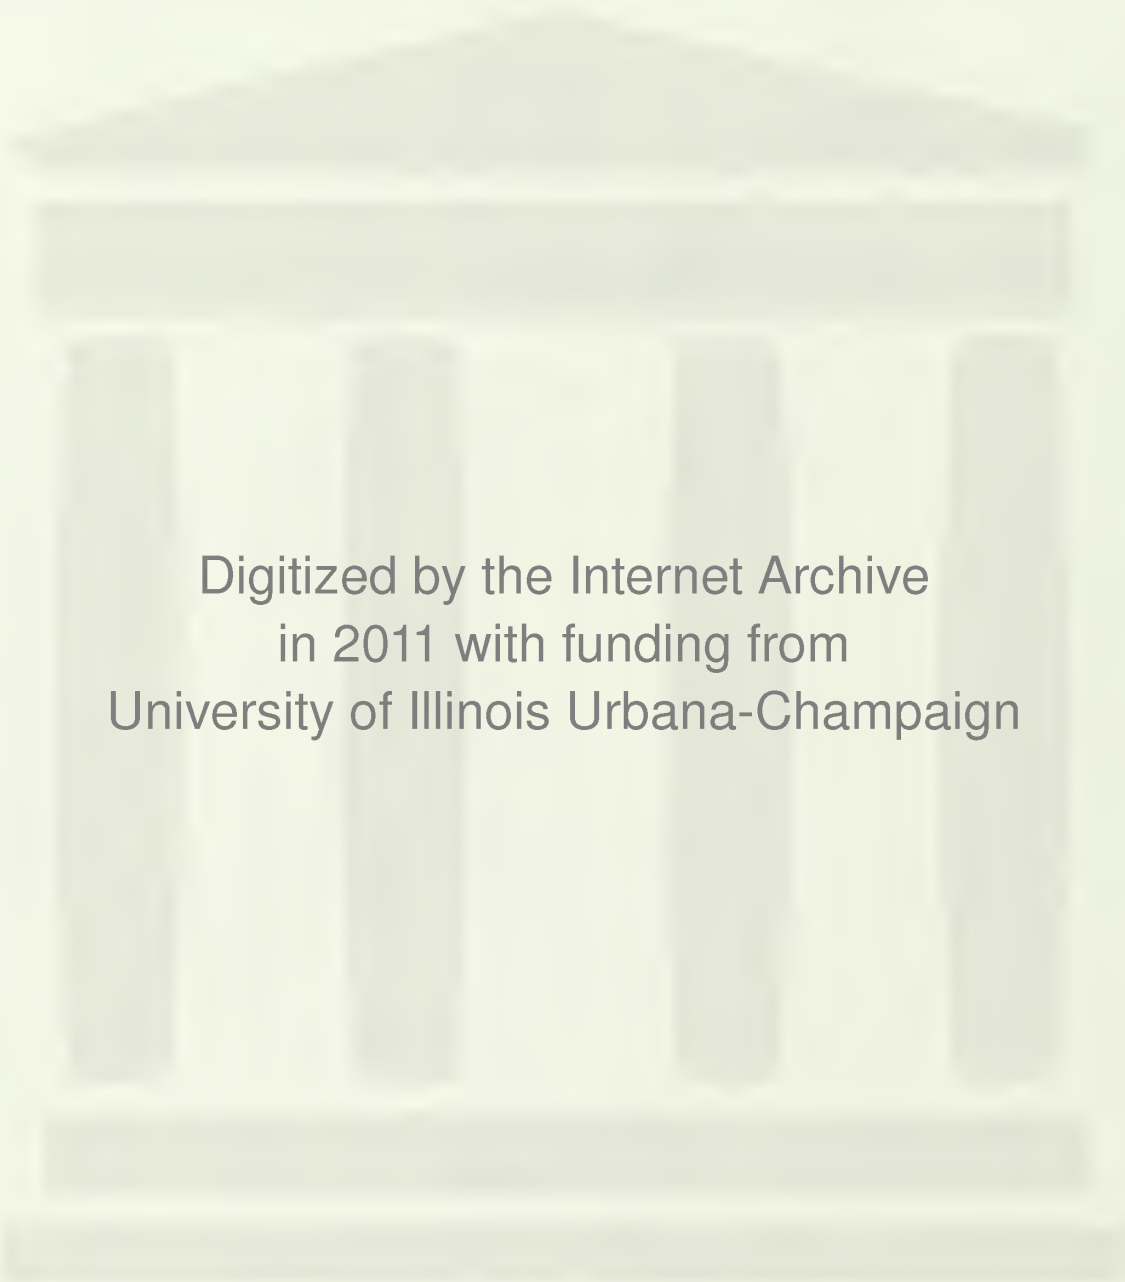 Digitized by the Internet Archive
in 2011 with funding from
University of Illinois Urbana-Champaign